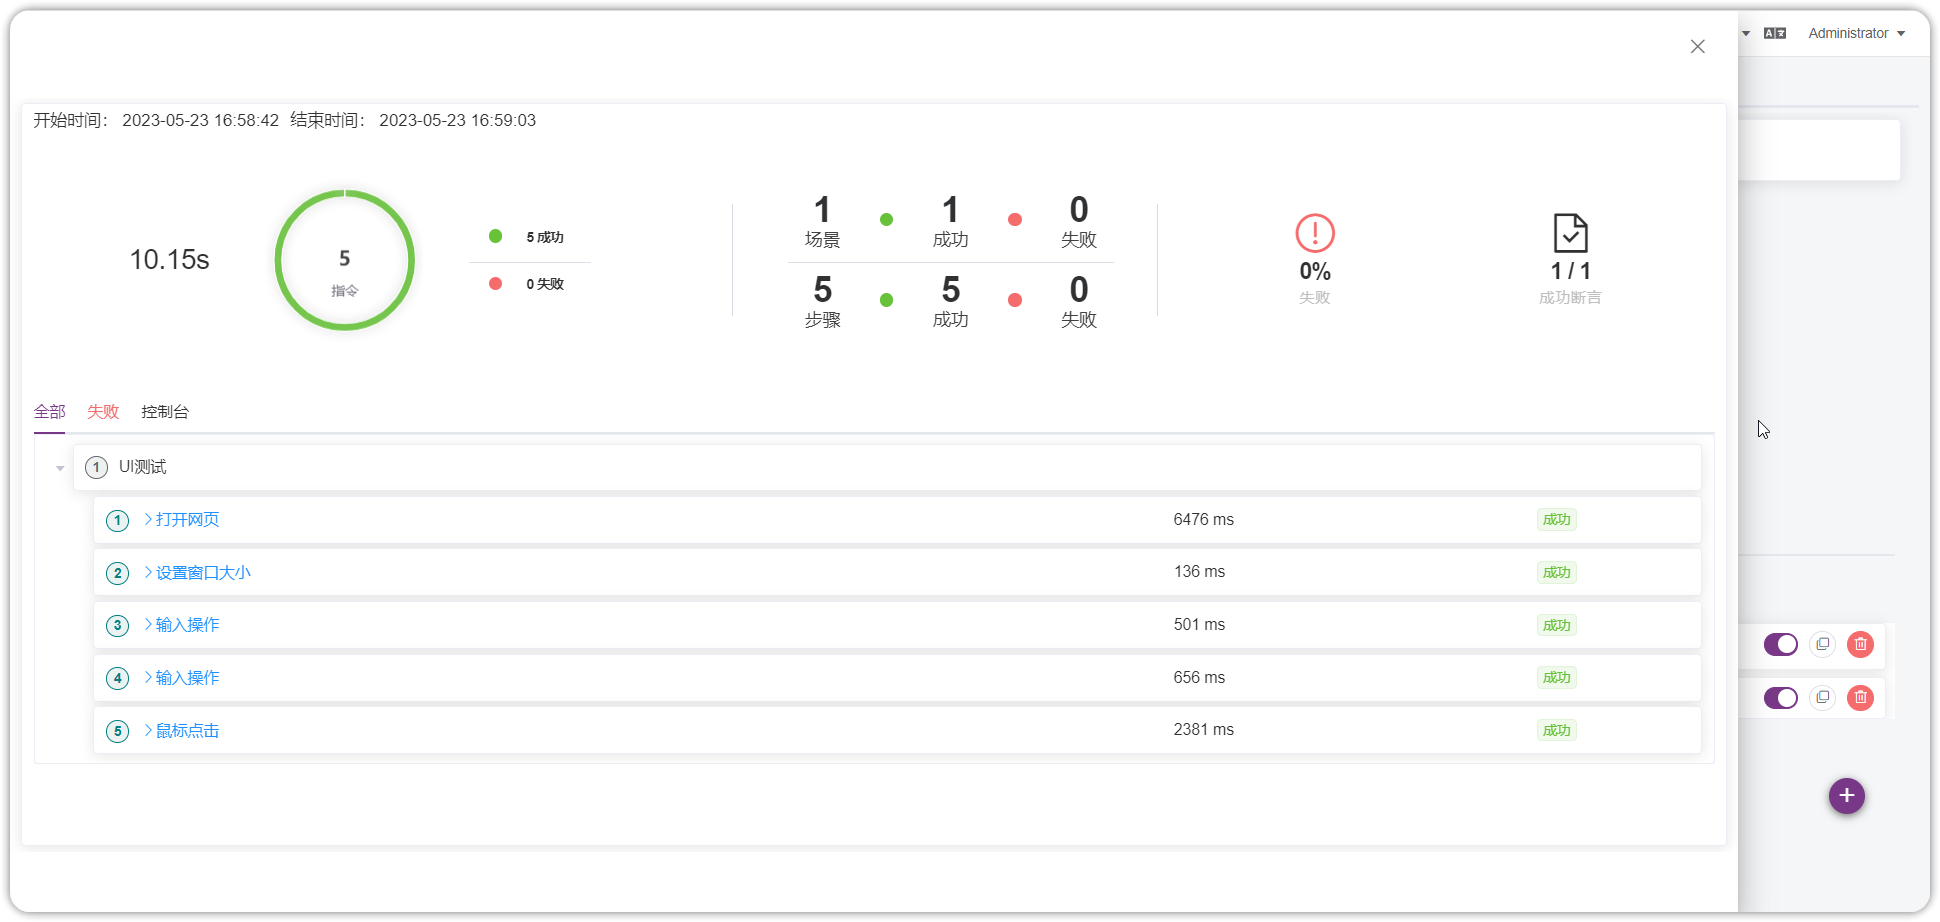 Administrator
开始时间： 2023-05-23 16:58:42 结束时间： 2023-05-23 16:59:03
10.15s
5
指令
5 成功
0 失败
1 1 0
场景 成功 失败
5 5 0
步骤 成功 失败
0%
失败
1 / 1
成功断言
全部 失败 控制台
1 UI测试
1 打开网页 6476 ms 成功
2 设置窗口大小 136 ms 成功
3 输入操作 501 ms 成功
4 输入操作 656 ms 成功
5 鼠标点击 2381 ms 成功